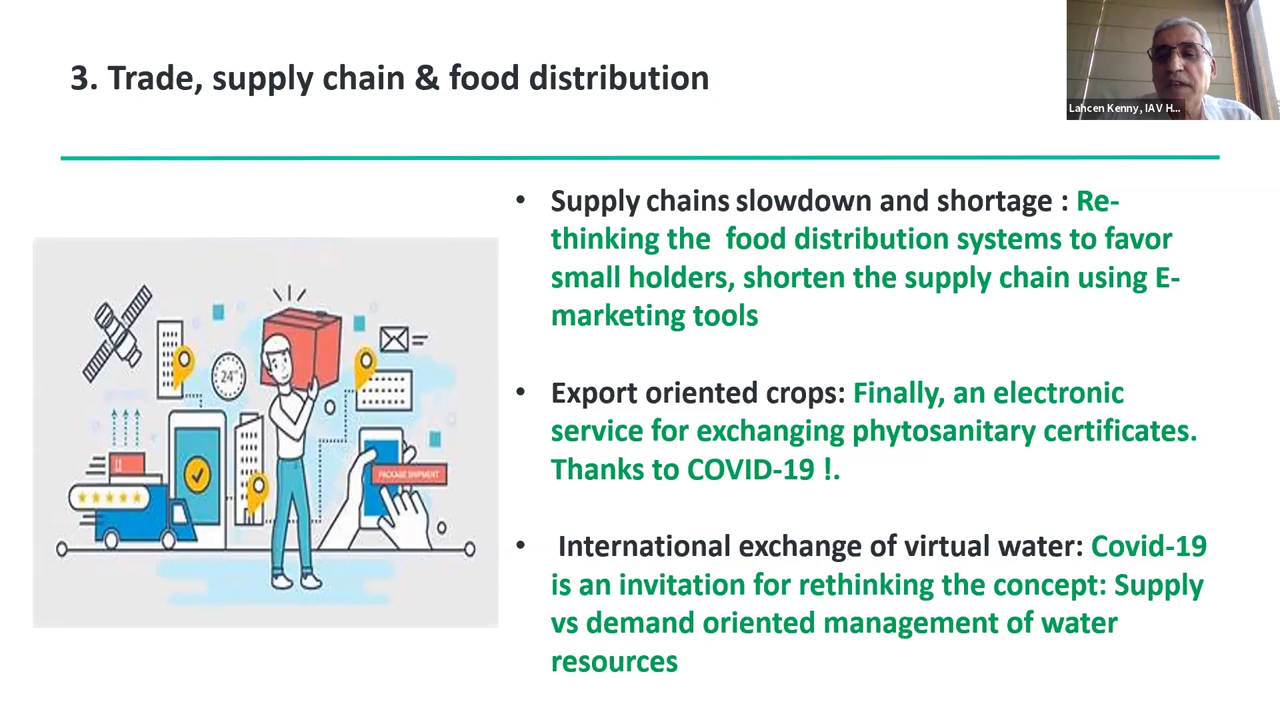 3. Trade, supply chain & food distribution
Lahcen Kenny, IAV H...
• Supply chains slowdown and shortage : Re-
thinking the food distribution systems to favor
small holders, shorten the supply chain using E-
marketing tools
24
PACKAGE SHIPMENT
• Export oriented crops: Finally, an electronic
service for exchanging phytosanitary certificates.
Thanks to COVID-19 !.
• International exchange of virtual water: Covid-19
is an invitation for rethinking the concept: Supply
vs demand oriented management of water
resources